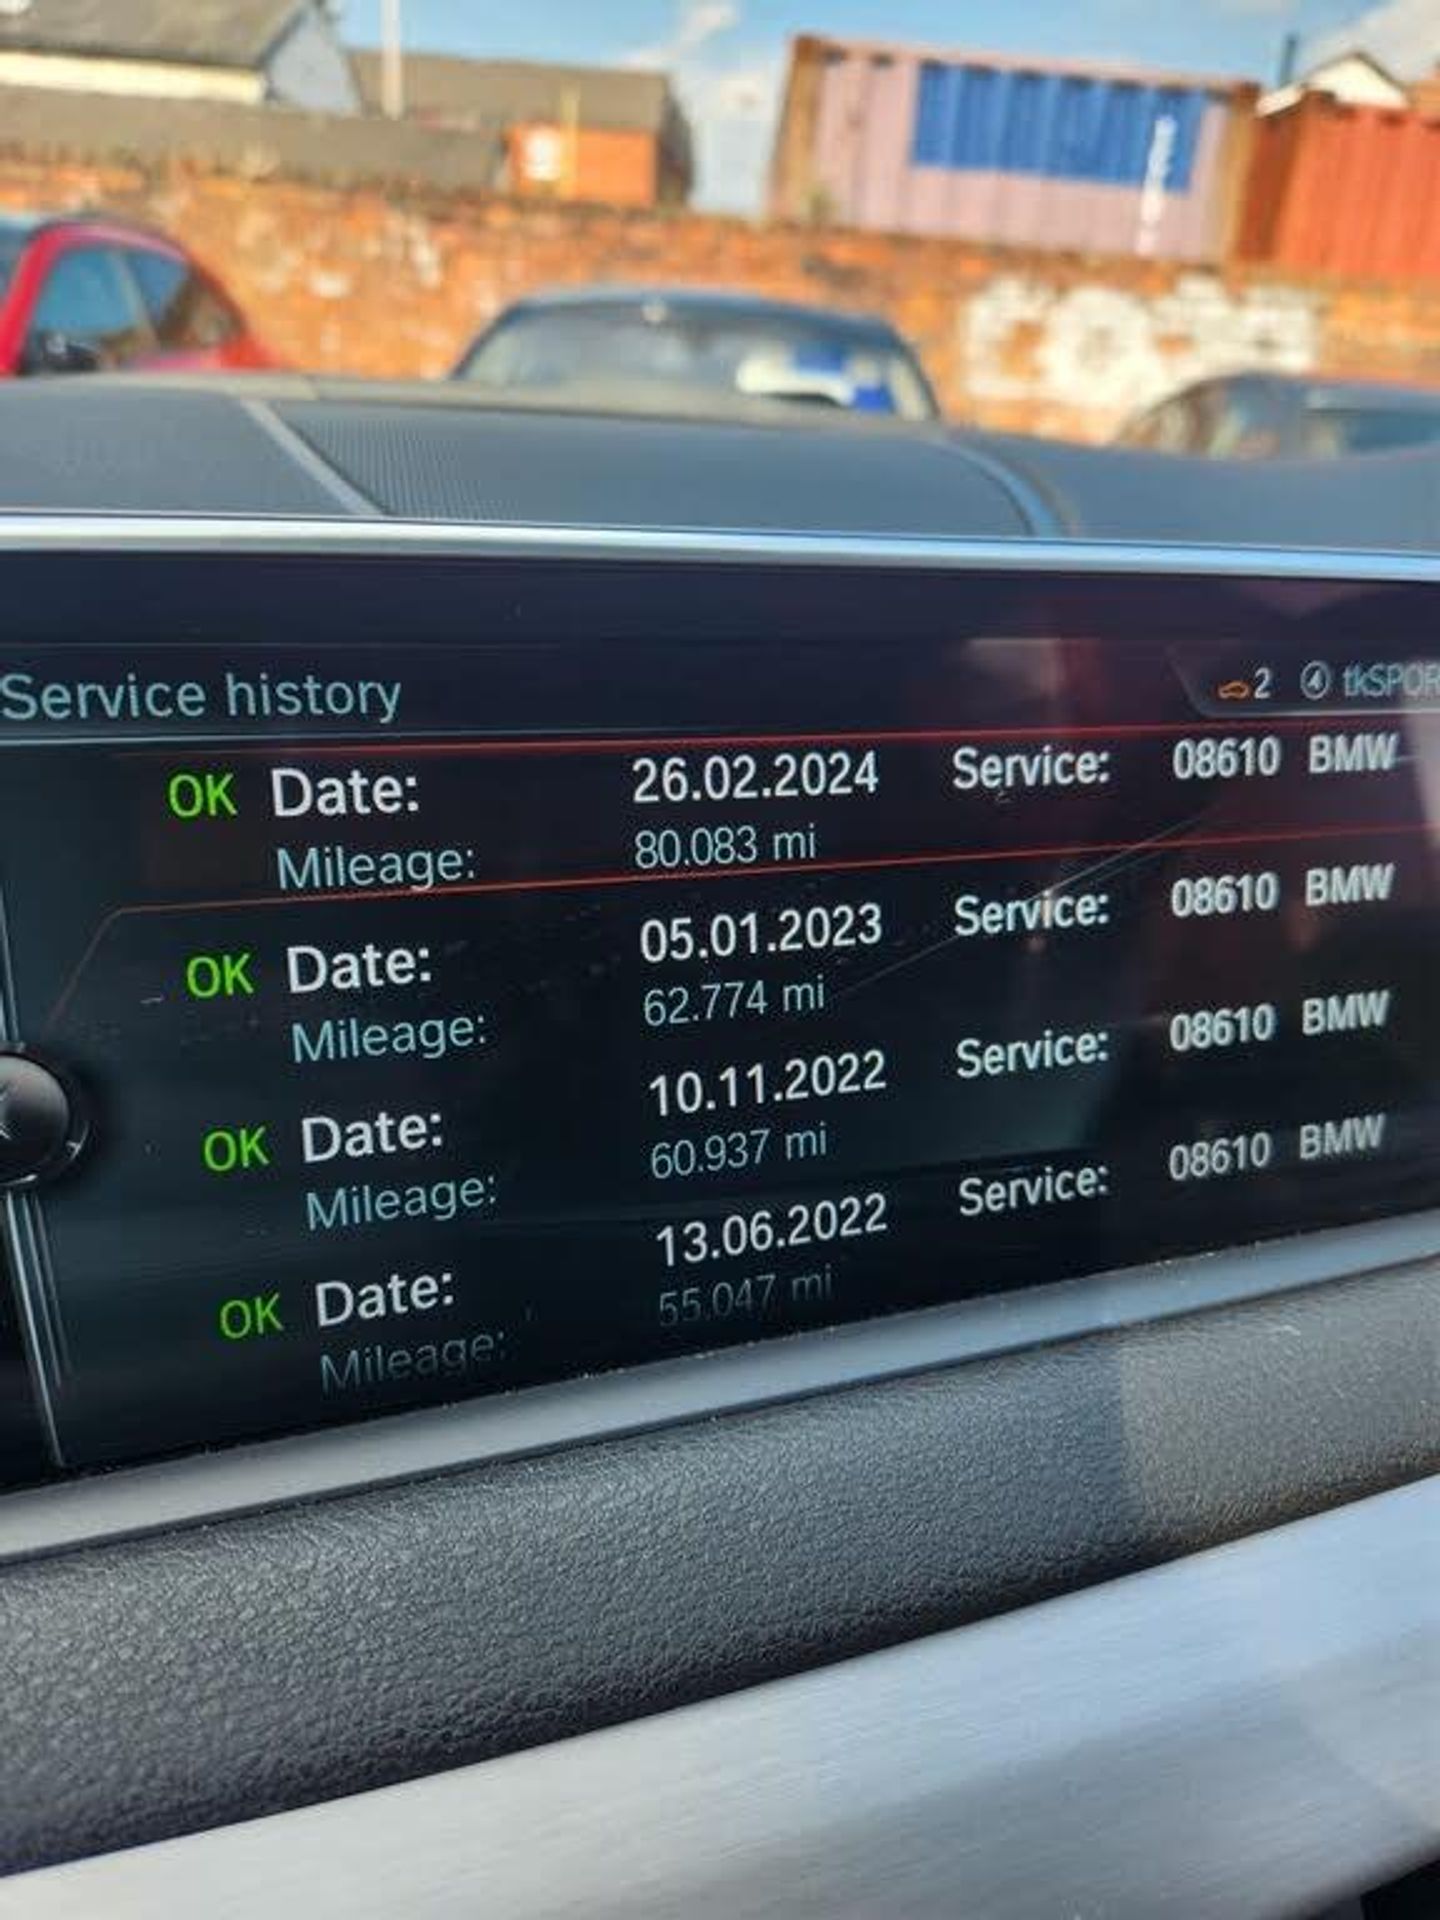 Service history
2 4 tkSPOR
OK Date: 26.02.2024 Service: 08610 BMW
Mileage: 80.083 mi
OK Date: 05.01.2023 Service: 08610 BMW
Mileage: 62.774 mi
OK Date: 10.11.2022 Service: 08610 BMW
Mileage: 60.937 mi
OK Date: 13.06.2022 Service: 08610 BMW
Mileage: 55.047 mi